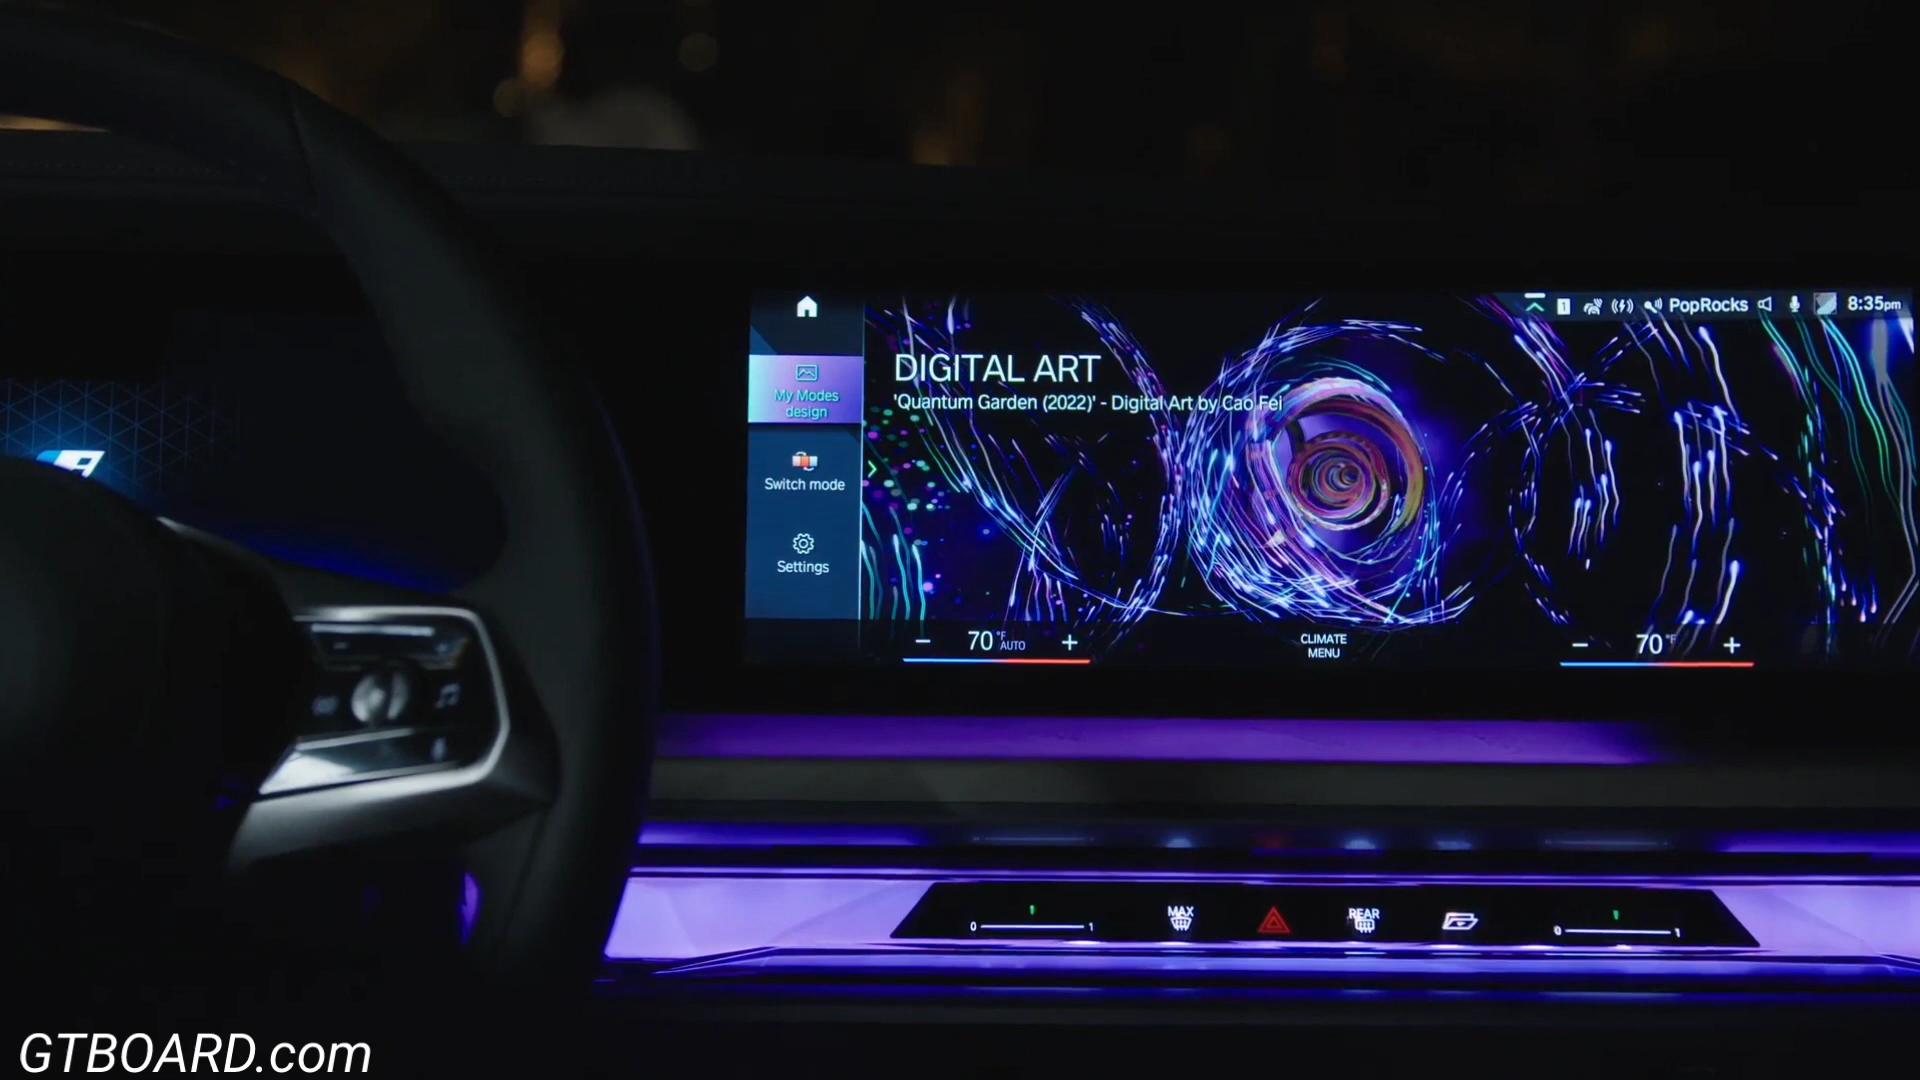 1
PopRocks
8:35pm
DIGITAL ART
'Quantum Garden (2022)' - Digital Art by Cao Fei
My Modes
design
Switch mode
Settings
− 70 °F AUTO +
CLIMATE
MENU
− 70 °F +
0 1
MAX
REAR
0 1
GTBOARD.com